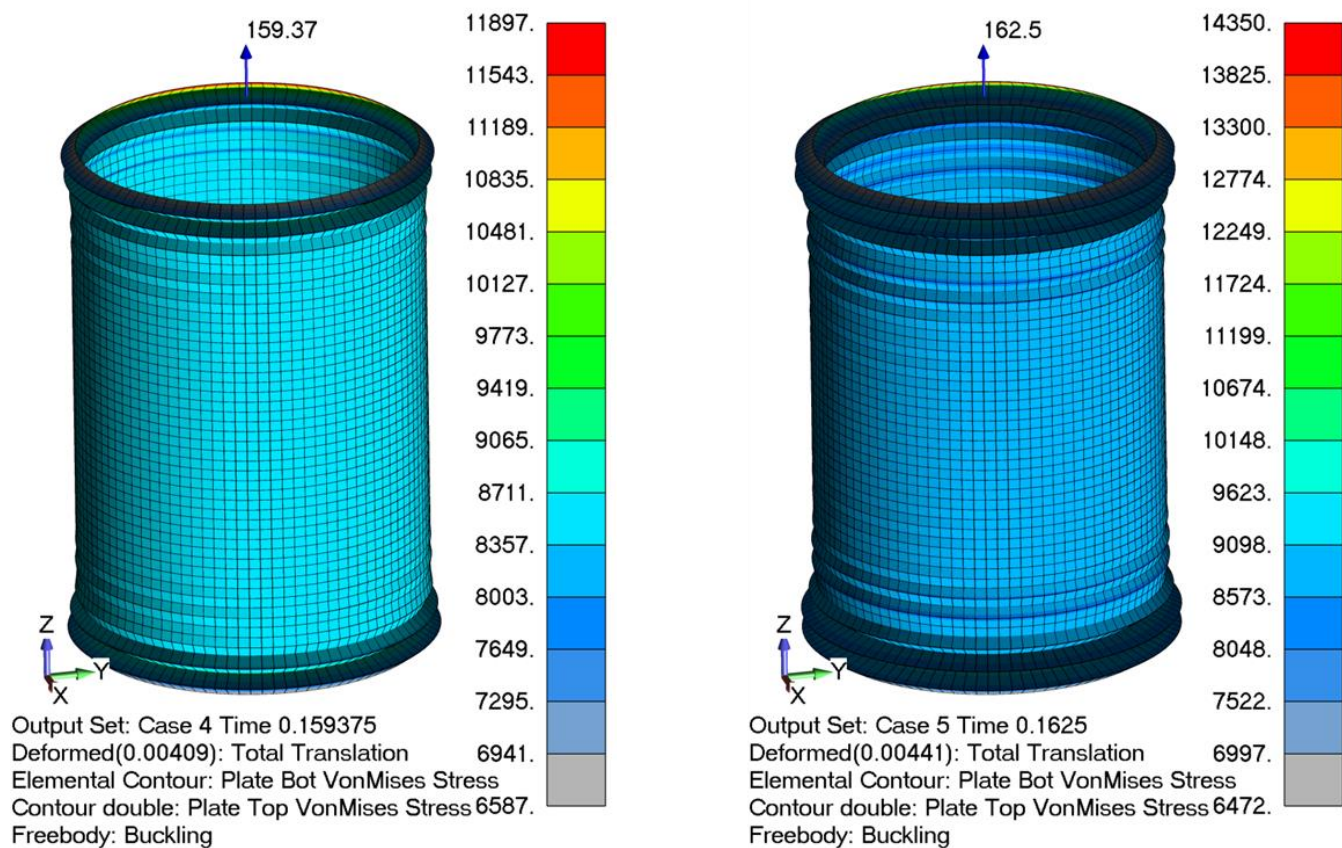 159.37
11897.
11543.
11189.
10835.
10481.
10127.
9773.
9419.
9065.
8711.
8357.
8003.
7649.
7295.
6941.
6587.
Z
Y
X
Output Set: Case 4 Time 0.159375
Deformed(0.00409): Total Translation
Elemental Contour: Plate Bot VonMises Stress
Contour double: Plate Top VonMises Stress
Freebody: Buckling
162.5
14350.
13825.
13300.
12774.
12249.
11724.
11199.
10674.
10148.
9623.
9098.
8573.
8048.
7522.
6997.
6472.
Z
Y
X
Output Set: Case 5 Time 0.1625
Deformed(0.00441): Total Translation
Elemental Contour: Plate Bot VonMises Stress
Contour double: Plate Top VonMises Stress
Freebody: Buckling